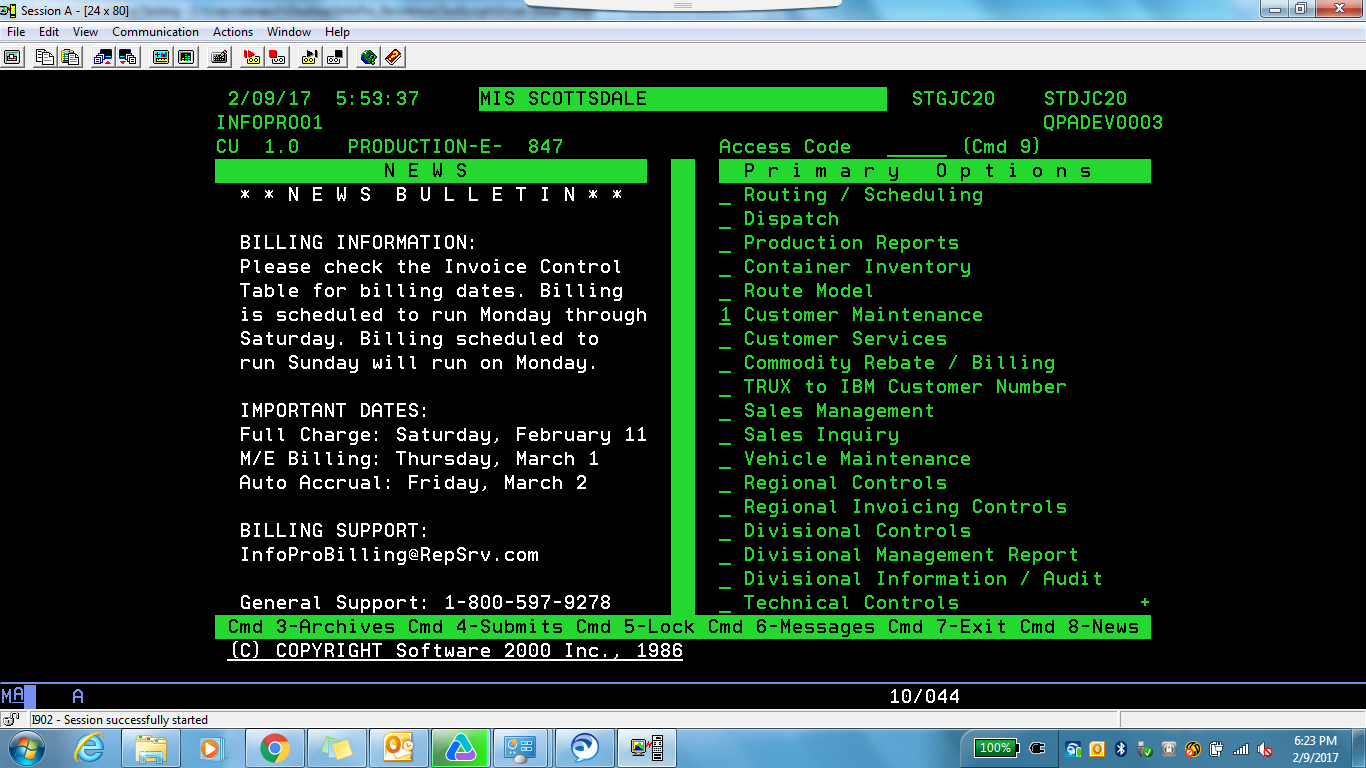 Session A - [24 x 80]
File Edit View Communication Actions Window Help
2/09/17 5:53:37 MIS SCOTTSDALE STGJC20 STDJC20
INFOPRO01 QPADEV0003
CU 1.0 PRODUCTION-E- 847 Access Code ______ (Cmd 9)
N E W S P r i m a r y O p t i o n s
* * N E W S B U L L E T I N * * _ Routing / Scheduling
_ Dispatch
BILLING INFORMATION: _ Production Reports
Please check the Invoice Control _ Container Inventory
Table for billing dates. Billing _ Route Model
is scheduled to run Monday through 1 Customer Maintenance
Saturday. Billing scheduled to _ Customer Services
run Sunday will run on Monday. _ Commodity Rebate / Billing
_ TRUX to IBM Customer Number
IMPORTANT DATES: _ Sales Management
Full Charge: Saturday, February 11 _ Sales Inquiry
M/E Billing: Thursday, March 1 _ Vehicle Maintenance
Auto Accrual: Friday, March 2 _ Regional Controls
_ Regional Invoicing Controls
BILLING SUPPORT: _ Divisional Controls
InfoProBilling@RepSrv.com _ Divisional Management Report
_ Divisional Information / Audit
General Support: 1-800-597-9278 _ Technical Controls +
Cmd 3-Archives Cmd 4-Submits Cmd 5-Lock Cmd 6-Messages Cmd 7-Exit Cmd 8-News
(C) COPYRIGHT Software 2000 Inc., 1986
MA A 10/044
I902 - Session successfully started
100% 6:23 PM
2/9/2017